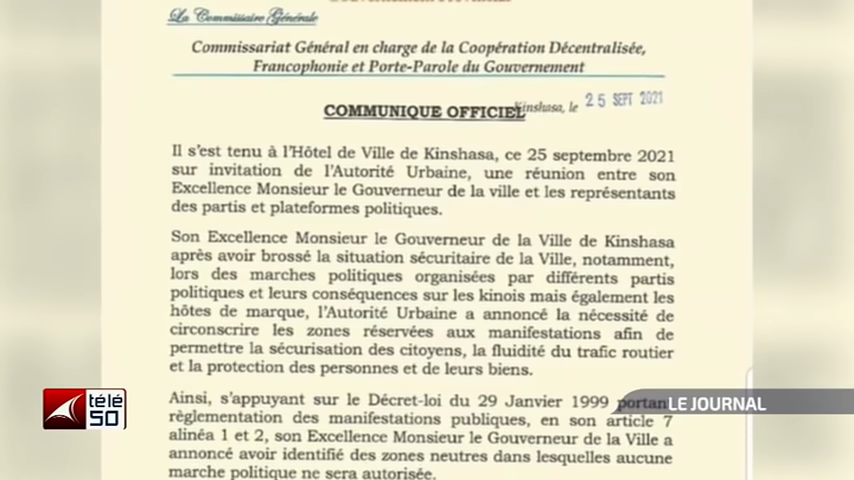 Gouvernement Provincial
La Commissaire Générale
Commissariat Général en charge de la Coopération Décentralisée,
Francophonie et Porte-Parole du Gouvernement
Kinshasa, le 25 SEPT 2021
COMMUNIQUE OFFICIEL
Il s'est tenu à l'Hôtel de Ville de Kinshasa, ce 25 septembre 2021
sur invitation de l'Autorité Urbaine, une réunion entre son
Excellence Monsieur le Gouverneur de la ville et les représentants
des partis et plateformes politiques.
Son Excellence Monsieur le Gouverneur de la Ville de Kinshasa
après avoir brossé la situation sécuritaire de la Ville, notamment,
lors des marches politiques organisées par différents partis
politiques et leurs conséquences sur les kinois mais également les
hôtes de marque, l'Autorité Urbaine a annoncé la nécessité de
circonscrire les zones réservées aux manifestations afin de
permettre la sécurisation des citoyens, la fluidité du trafic routier
et la protection des personnes et de leurs biens.
Ainsi, s'appuyant sur le Décret-loi du 29 Janvier 1999 portan
règlementation des manifestations publiques, en son article 7
alinéa 1 et 2, son Excellence Monsieur le Gouverneur de la Ville a
annoncé avoir identifié des zones neutres dans lesquelles aucune
marche politique ne sera autorisée.
télé
50
LE JOURNAL